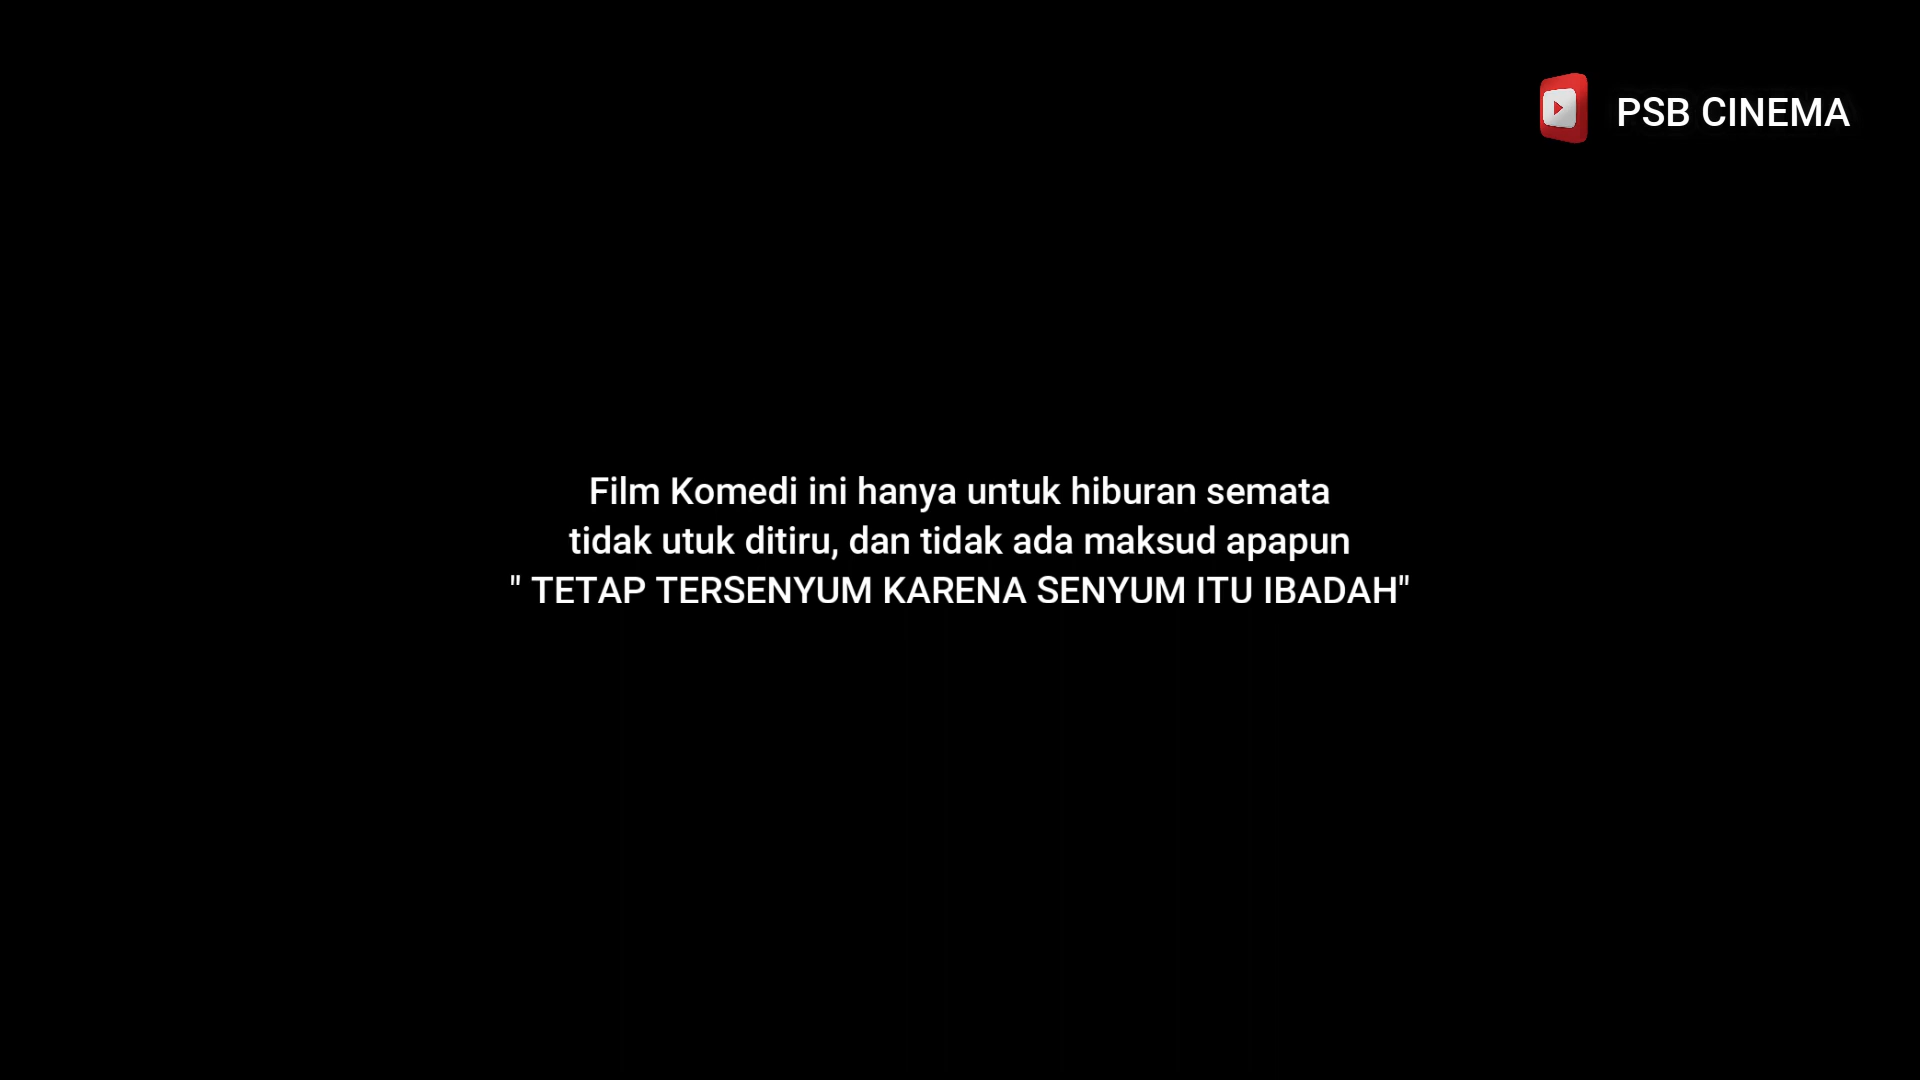 PSB CINEMA
Film Komedi ini hanya untuk hiburan semata
tidak utuk ditiru, dan tidak ada maksud apapun
" TETAP TERSENYUM KARENA SENYUM ITU IBADAH"